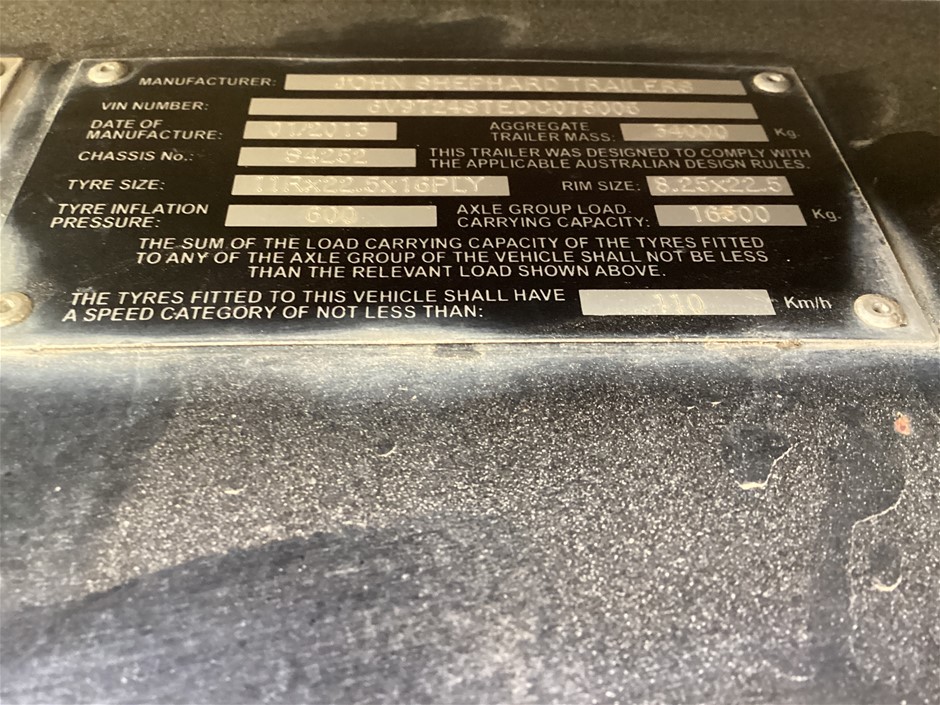 MANUFACTURER: JOHN SHEPHARD TRAILERS
VIN NUMBER:
DATE OF MANUFACTURE: 01/2013 AGGREGATE TRAILER MASS: 34000 Kg.
CHASSIS No.: 84252 THIS TRAILER WAS DESIGNED TO COMPLY WITH
THE APPLICABLE AUSTRALIAN DESIGN RULES.
TYRE SIZE: 11RX22.5X16PLY RIM SIZE: 8.25X22.5
TYRE INFLATION PRESSURE: 600 AXLE GROUP LOAD CARRYING CAPACITY: 16500 Kg.
THE SUM OF THE LOAD CARRYING CAPACITY OF THE TYRES FITTED
TO ANY OF THE AXLE GROUP OF THE VEHICLE SHALL NOT BE LESS
THAN THE RELEVANT LOAD SHOWN ABOVE.
THE TYRES FITTED TO THIS VEHICLE SHALL HAVE
A SPEED CATEGORY OF NOT LESS THAN: 110 Km/h